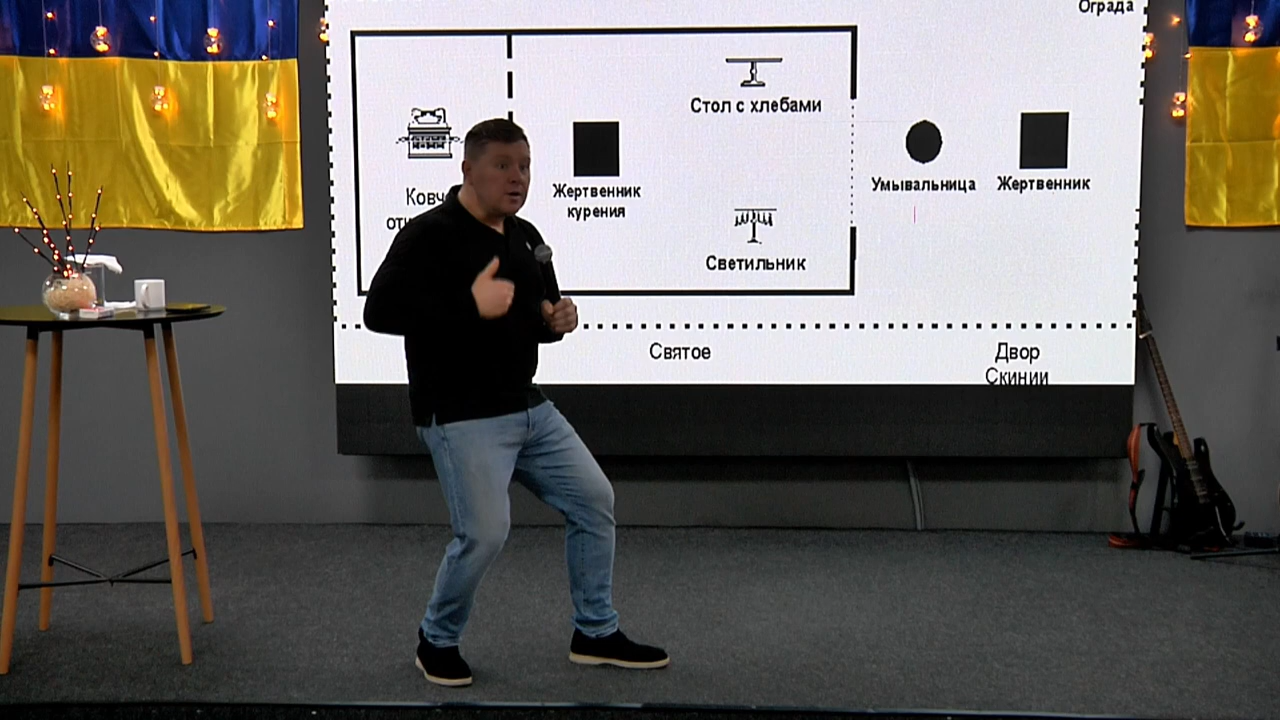 Ограда
Стол с хлебами
Жертвенник
курения
Умывальница
Жертвенник
Светильник
Святое
Двор
Скинии